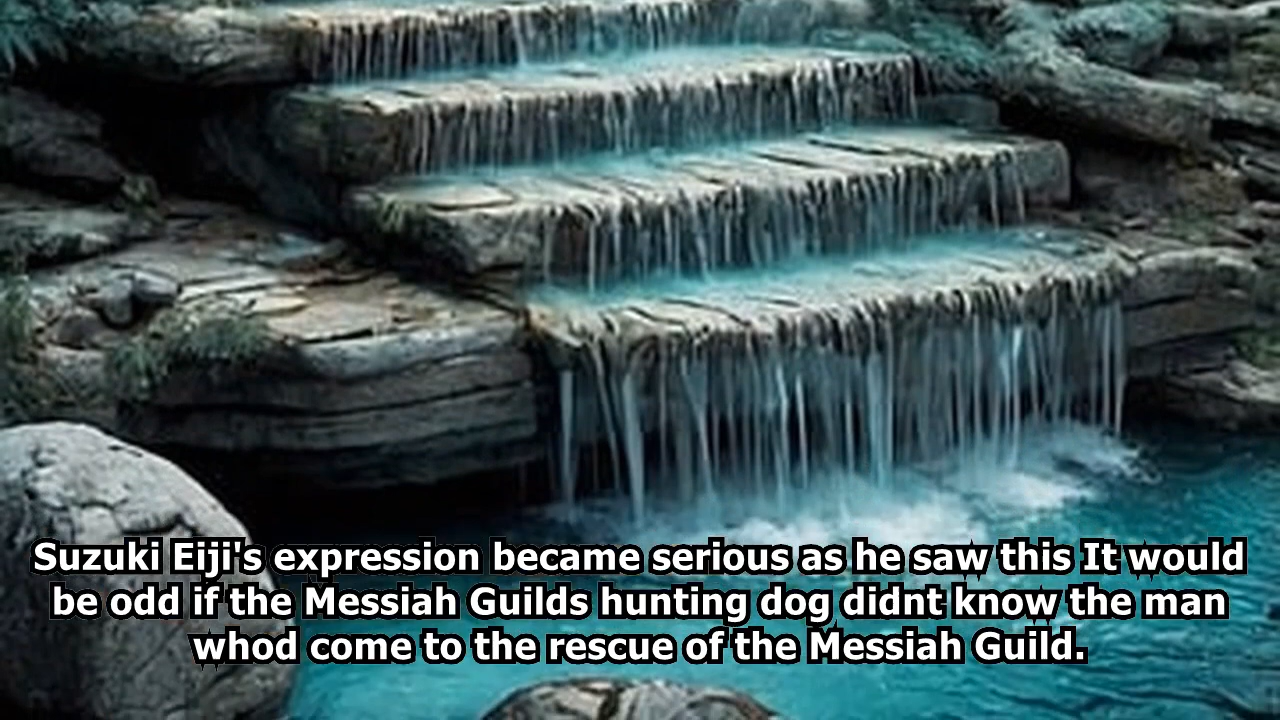 Suzuki Eiji's expression became serious as he saw this It would
be odd if the Messiah Guilds hunting dog didnt know the man
whod come to the rescue of the Messiah Guild.